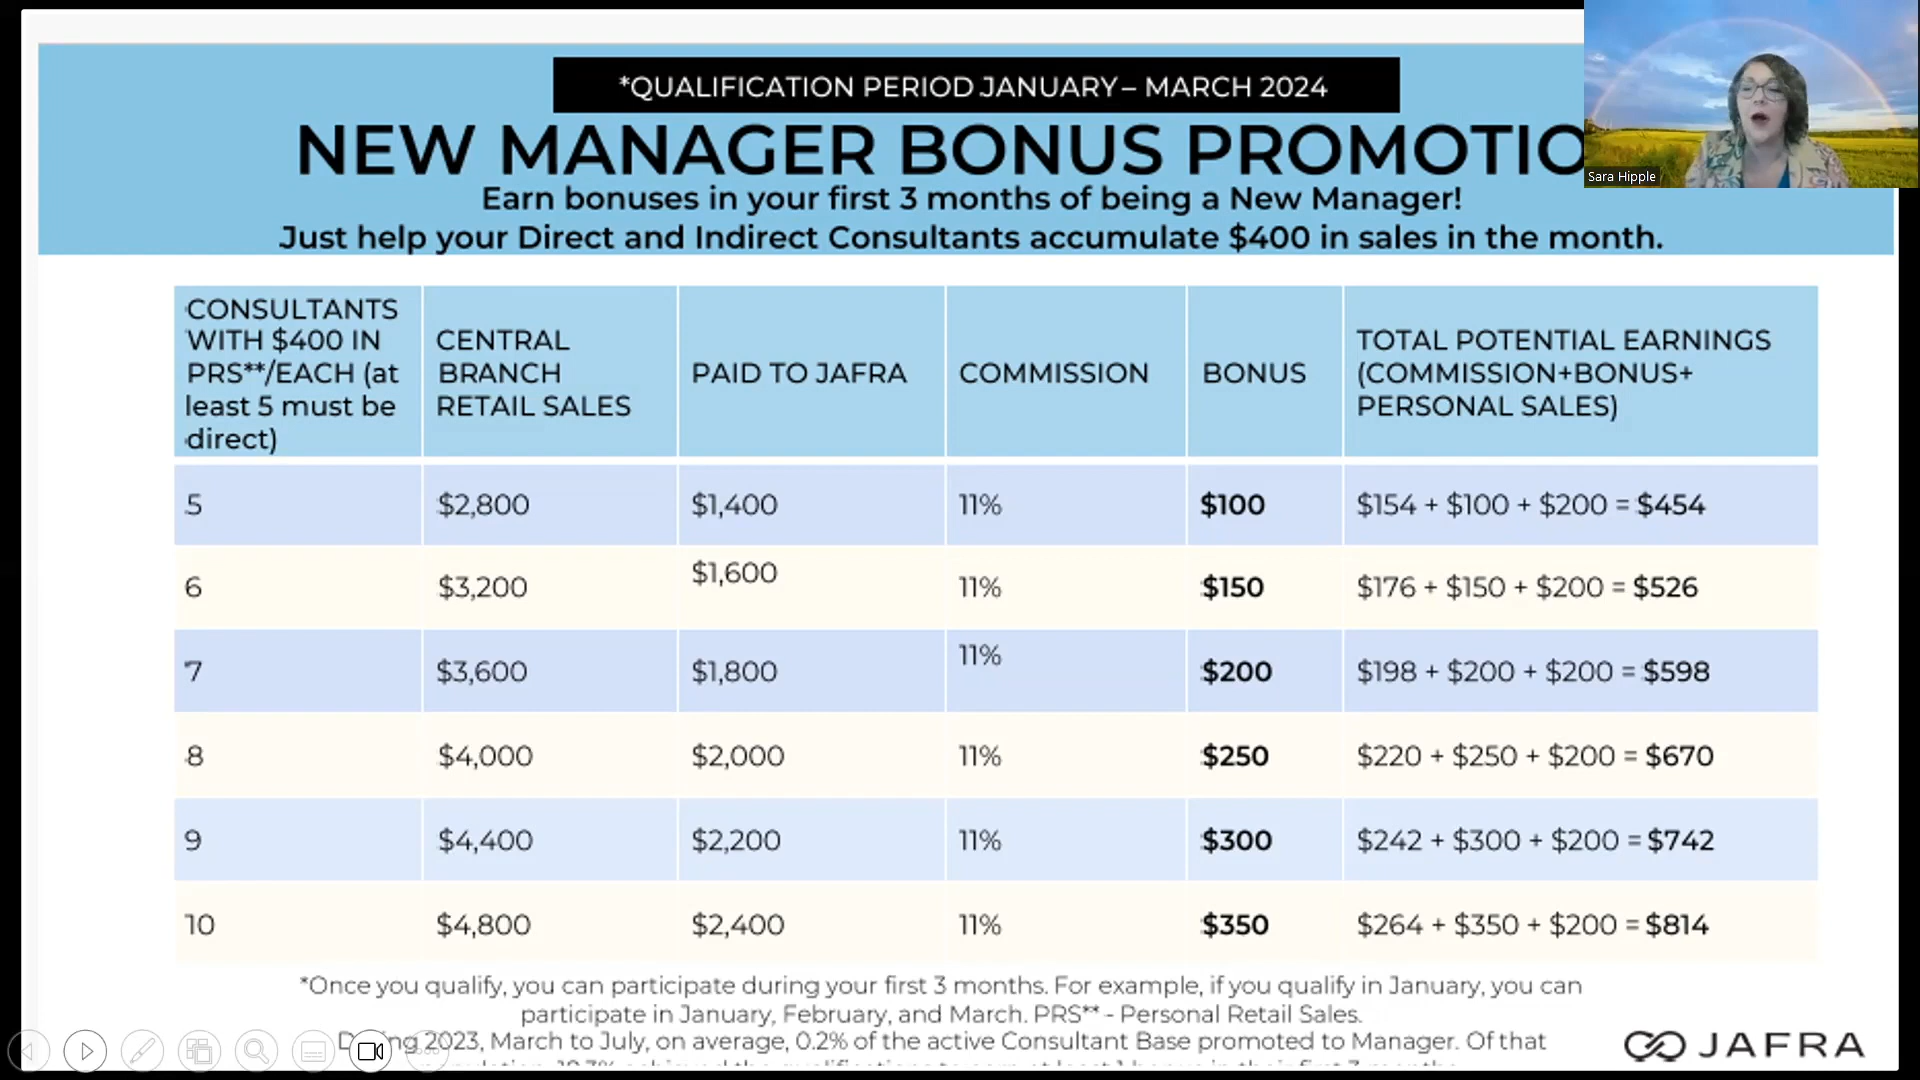 *QUALIFICATION PERIOD JANUARY – MARCH 2024
NEW MANAGER BONUS
Earn bonuses in your first 3 months of being a New Manager!
Just help your Direct and Indirect Consultants accumulate $400 in sales in the month.
Sara Hipple
CONSULTANTS
WITH $400 IN
PRS**/EACH (at
least 5 must be
direct)
CENTRAL
BRANCH
RETAIL SALES
PAID TO JAFRA
COMMISSION
BONUS
TOTAL POTENTIAL EARNINGS
(COMMISSION+BONUS+
PERSONAL SALES)
5 $2,800 $1,400 11% $100 $154 + $100 + $200 = $454
6 $3,200 $1,600 11% $150 $176 + $150 + $200 = $526
7 $3,600 $1,800 11% $200 $198 + $200 + $200 = $598
8 $4,000 $2,000 11% $250 $220 + $250 + $200 = $670
9 $4,400 $2,200 11% $300 $242 + $300 + $200 = $742
10 $4,800 $2,400 11% $350 $264 + $350 + $200 = $814
*Once you qualify, you can participate during your first 3 months. For example, if you qualify in January, you can
participate in January, February, and March. PRS** - Personal Retail Sales.
2023, March to July, on average, 0.2% of the active Consultant Base promoted to Manager. Of that
JAFRA